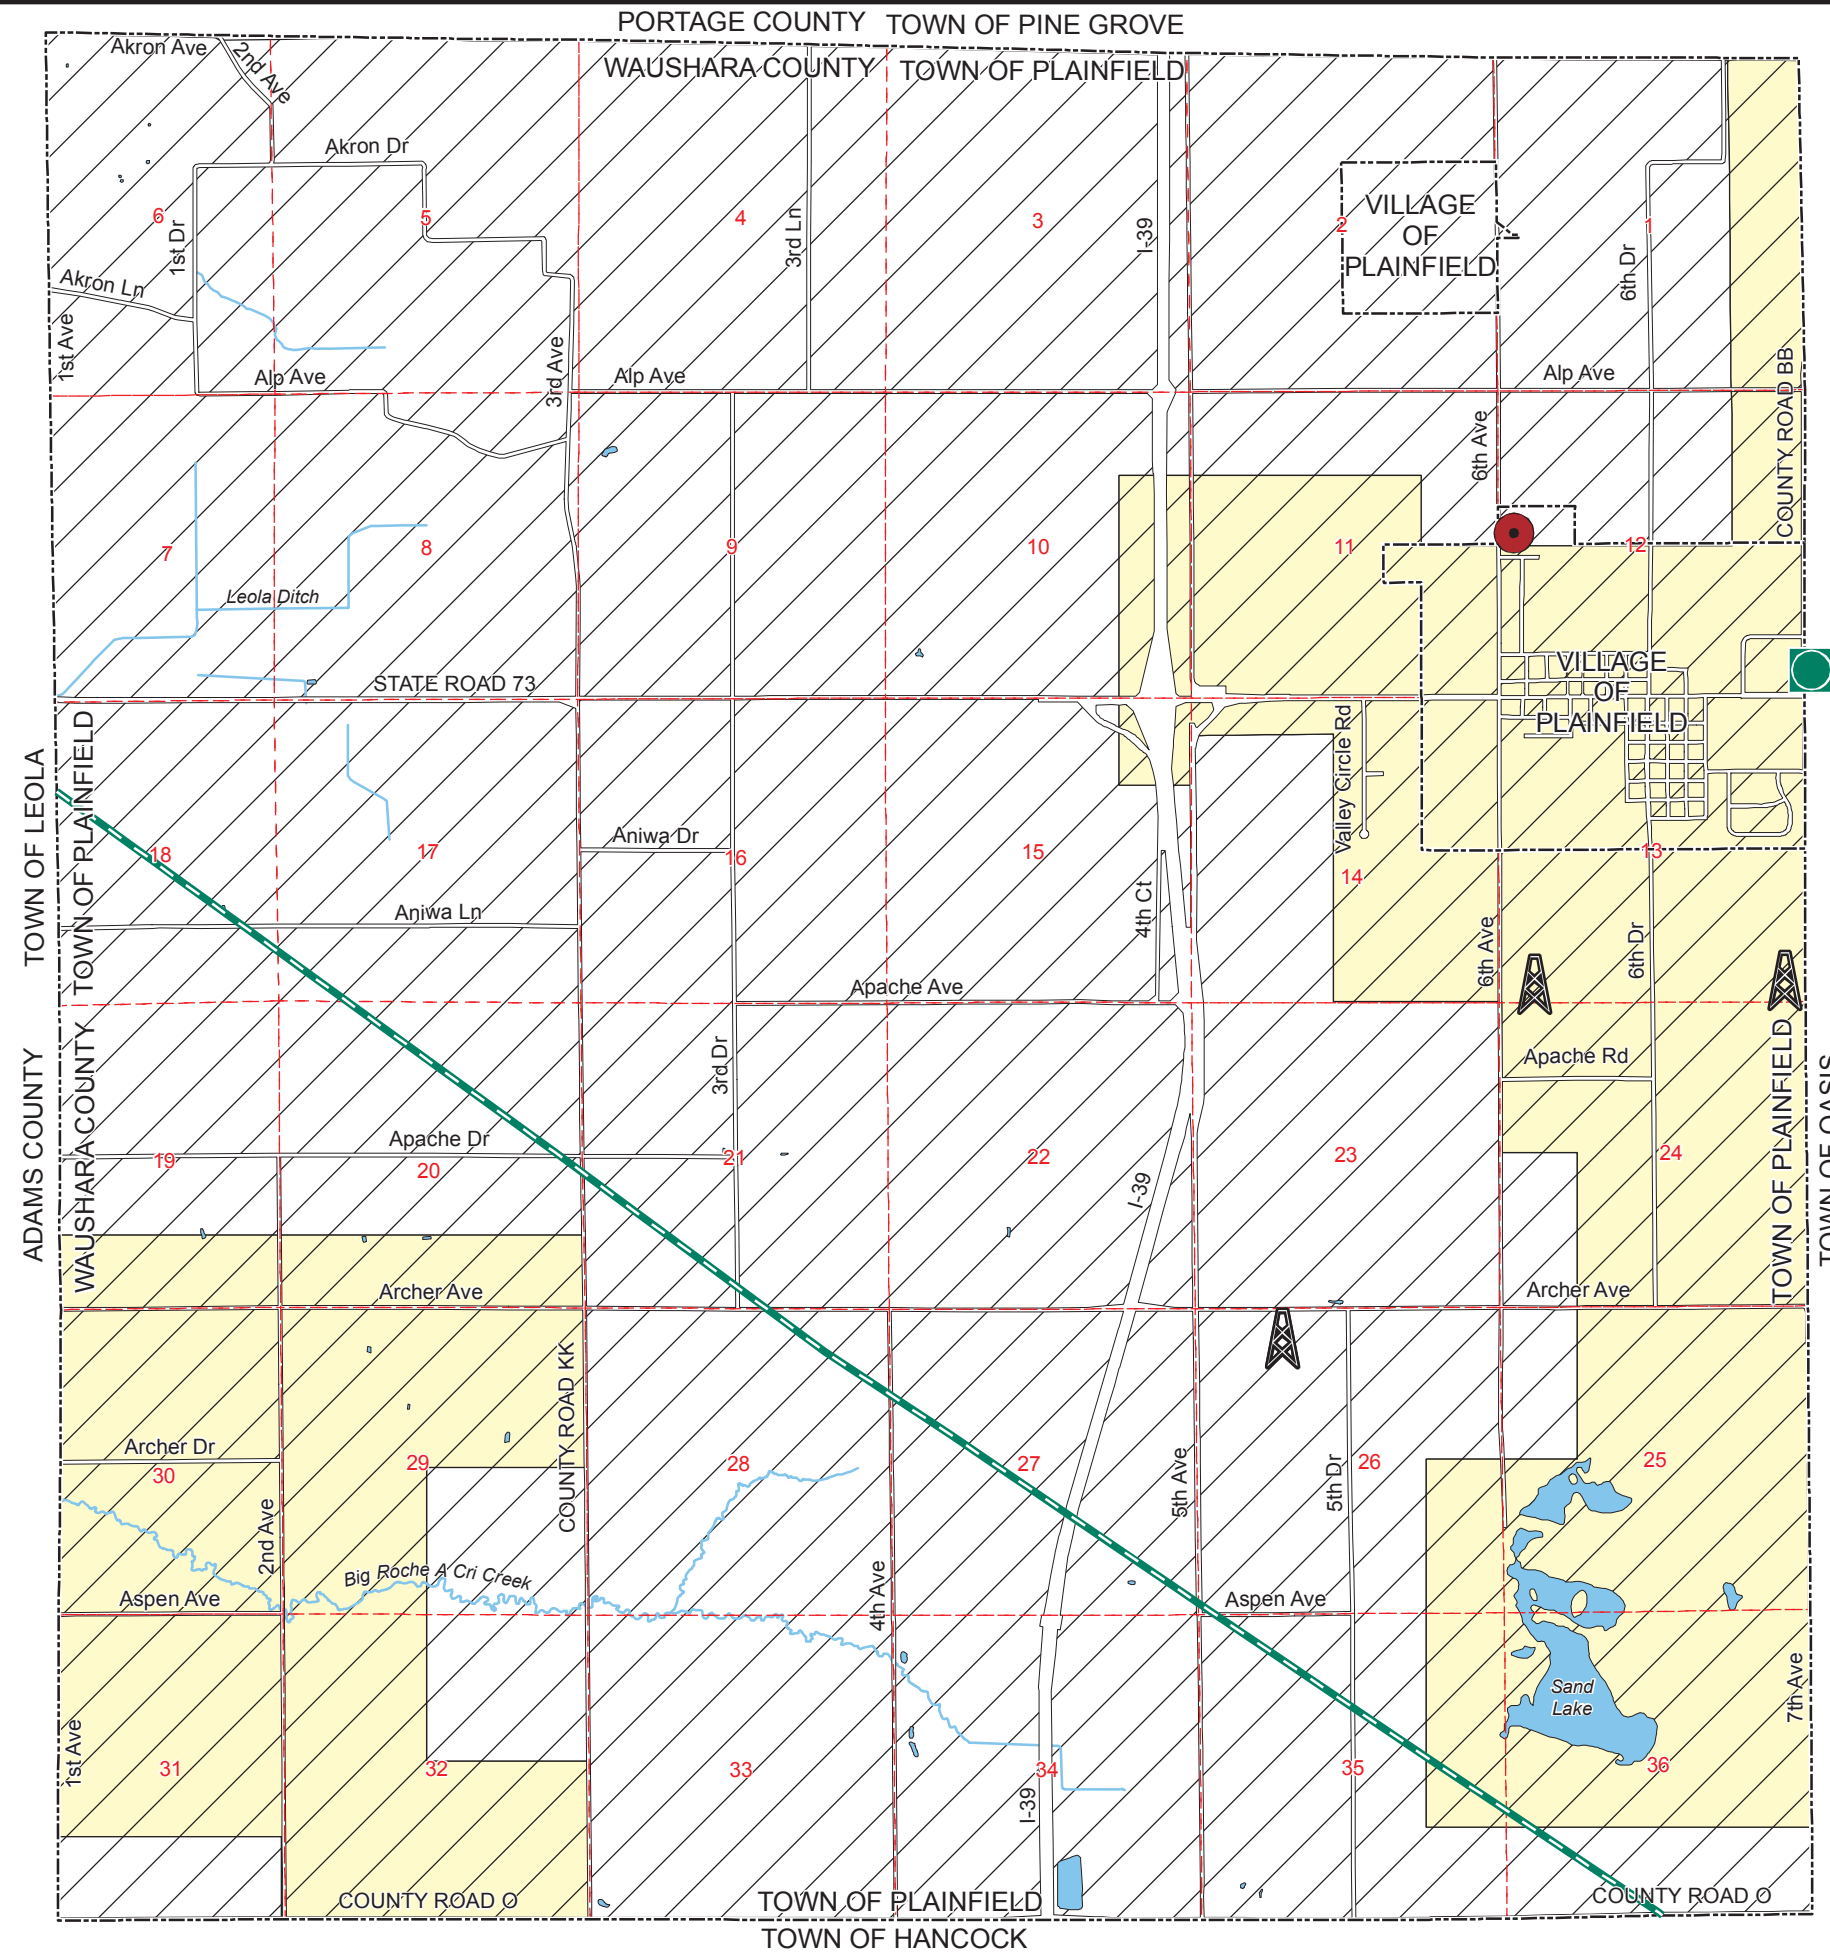 PORTAGE COUNTY TOWN OF PINE GROVE
WAUSHARA COUNTY TOWN OF PLAINFIELD
Akron Ave
2nd Ave
Akron Dr
6
1st Dr
5
4
3rd Ln
3
I-39
2
VILLAGE
OF
PLAINFIELD
1
6th Dr
Akron Ln
1st Ave
Alp Ave
3rd Ave
Alp Ave
Alp Ave
COUNTY ROAD BB
6th Ave
7
8
9
10
11
12
Leola Ditch
STATE ROAD 73
VILLAGE
OF
PLAINFIELD
TOWN OF LEOLA
TOWN OF PLAINFIELD
Valley Circle Rd
18
17
Aniwa Dr
16
15
14
13
Aniwa Ln
4th Ct
6th Ave
6th Dr
Apache Ave
ADAMS COUNTY
WAUSHARA COUNTY
3rd Dr
Apache Rd
TOWN OF PLAINFIELD
TOWN OF OASIS
Apache Dr
19
20
21
22
I-39
23
24
Archer Ave
Archer Ave
COUNTY ROAD KK
Archer Dr
30
29
28
27
5th Ave
5th Dr
26
25
2nd Ave
Big Roche A Cri Creek
4th Ave
Aspen Ave
Aspen Ave
Sand
Lake
7th Ave
1st Ave
31
32
33
34
I-39
35
36
COUNTY ROAD O
TOWN OF PLAINFIELD
COUNTY ROAD O
TOWN OF HANCOCK